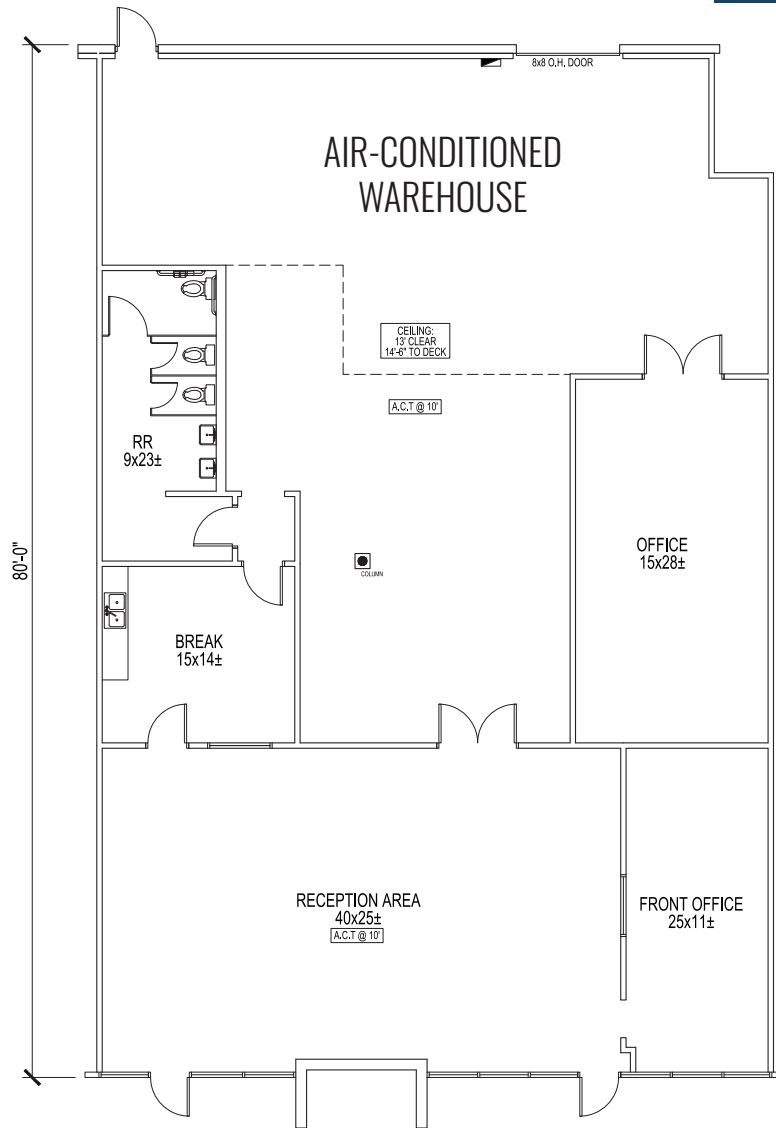 8x8 O.H. DOOR
AIR-CONDITIONED
WAREHOUSE
CEILING:
13' CLEAR
14'-6" TO DECK
A.C.T @ 10'
RR
9x23±
80'-0"
COLUMN
OFFICE
15x28±
BREAK
15x14±
RECEPTION AREA
40x25±
A.C.T @ 10'
FRONT OFFICE
25x11±